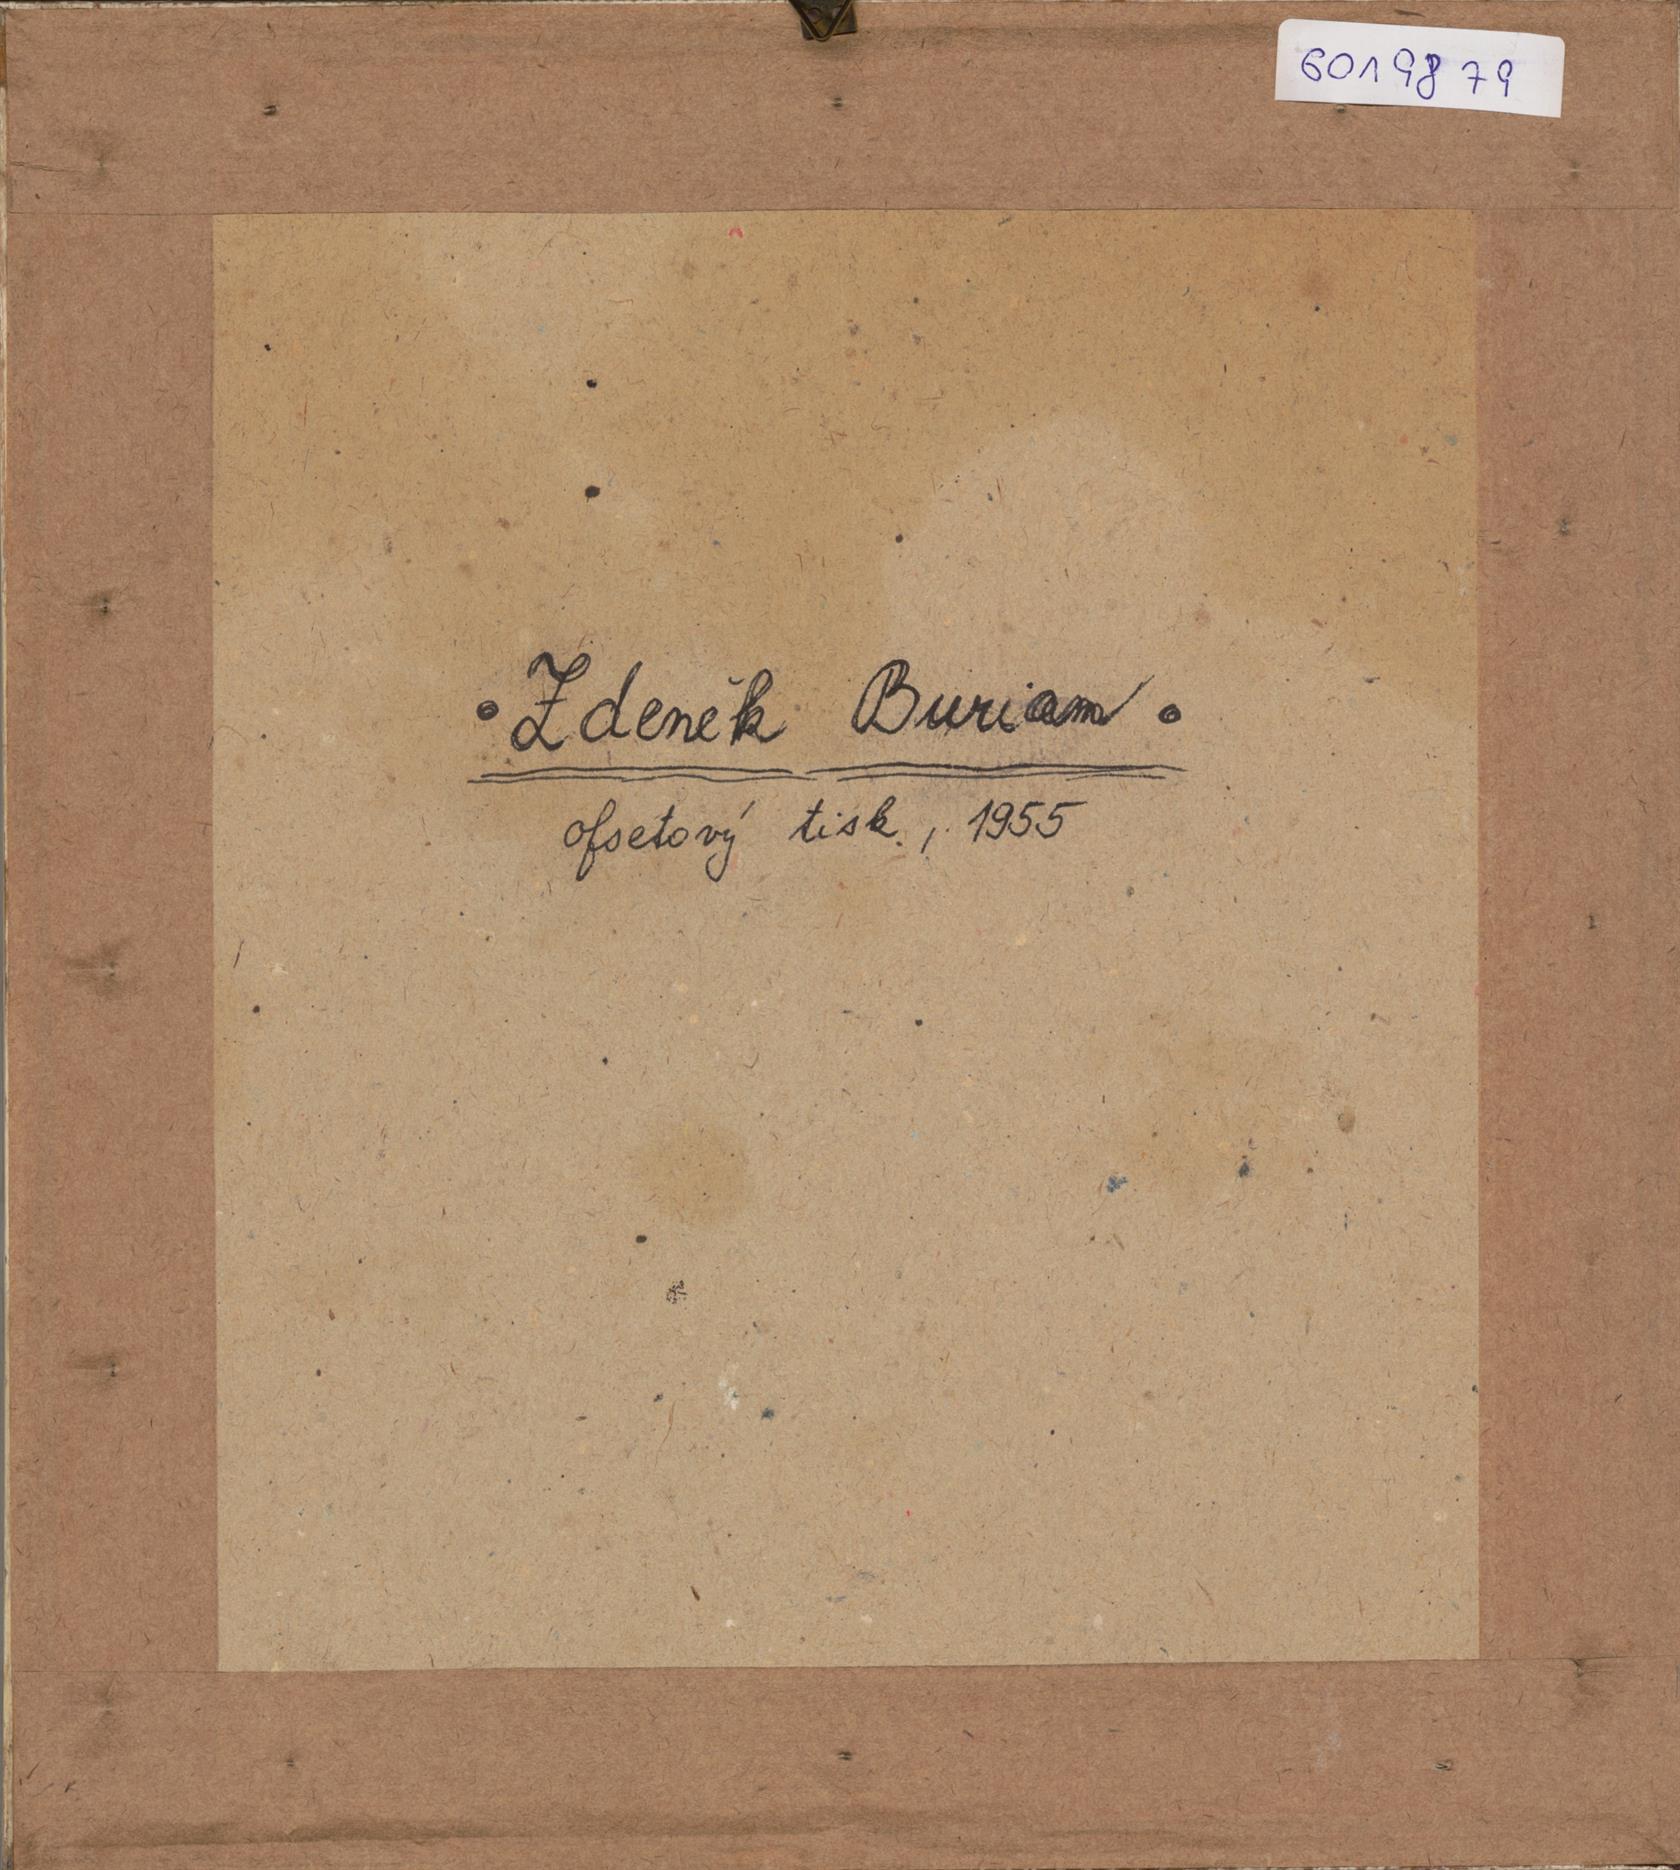 6019879
• Zdeněk Burian •
ofsetový tisk, 1955